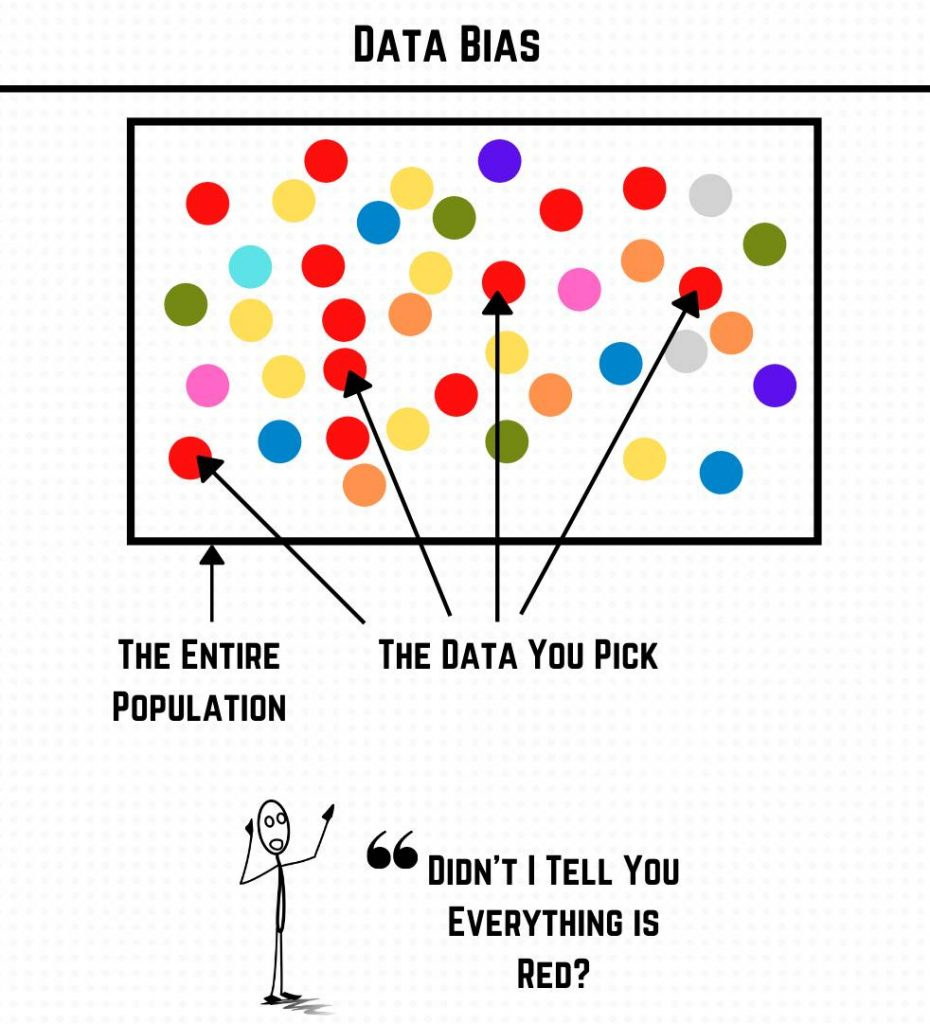 Data Bias
The Entire
Population
The Data You Pick
“ Didn't I Tell You
Everything is
Red?